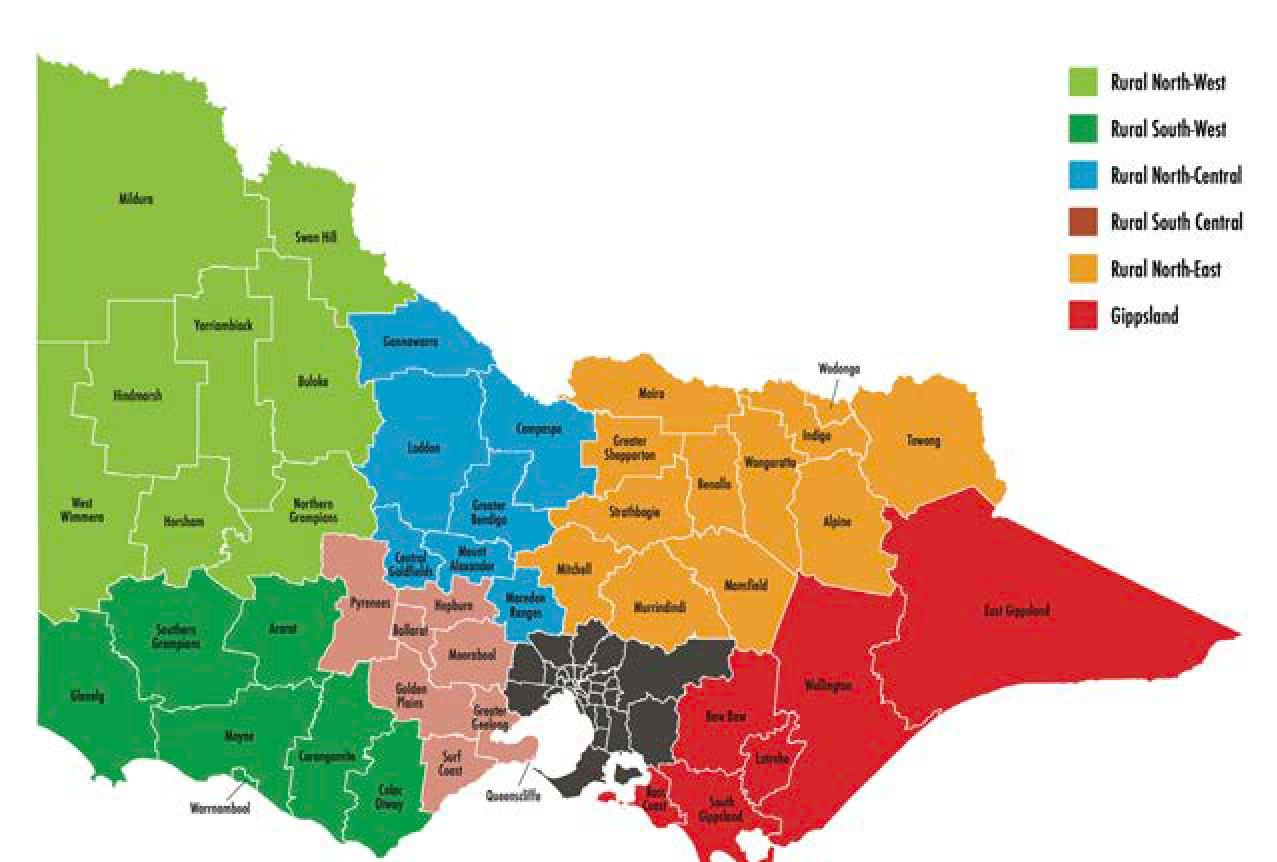 Rural North-West
Rural South-West
Rural North-Central
Rural South Central
Rural North-East
Gippsland
Mildura
Swan Hill
Yarriambiack
Gannawarra
Buloke
Hindmarsh
Wodonga
Moira
Loddon
Campaspe
Greater
Shepparton
Indigo
Towong
Wangaratta
Benalla
West
Wimmera
Horsham
Northern
Grampians
Greater
Bendigo
Strathbogie
Alpine
Central
Goldfields
Mount
Alexander
Mitchell
Mansfield
Pyrenees
Hepburn
Macedon
Ranges
Murrindindi
East Gippsland
Southern
Grampians
Ararat
Ballarat
Moorabool
Glenelg
Golden
Plains
Greater
Geelong
Wellington
Baw Baw
Moyne
Corangamite
Surf
Coast
Latrobe
Colac
Otway
Warrnambool
Queenscliffe
Bass
Coast
South
Gippsland